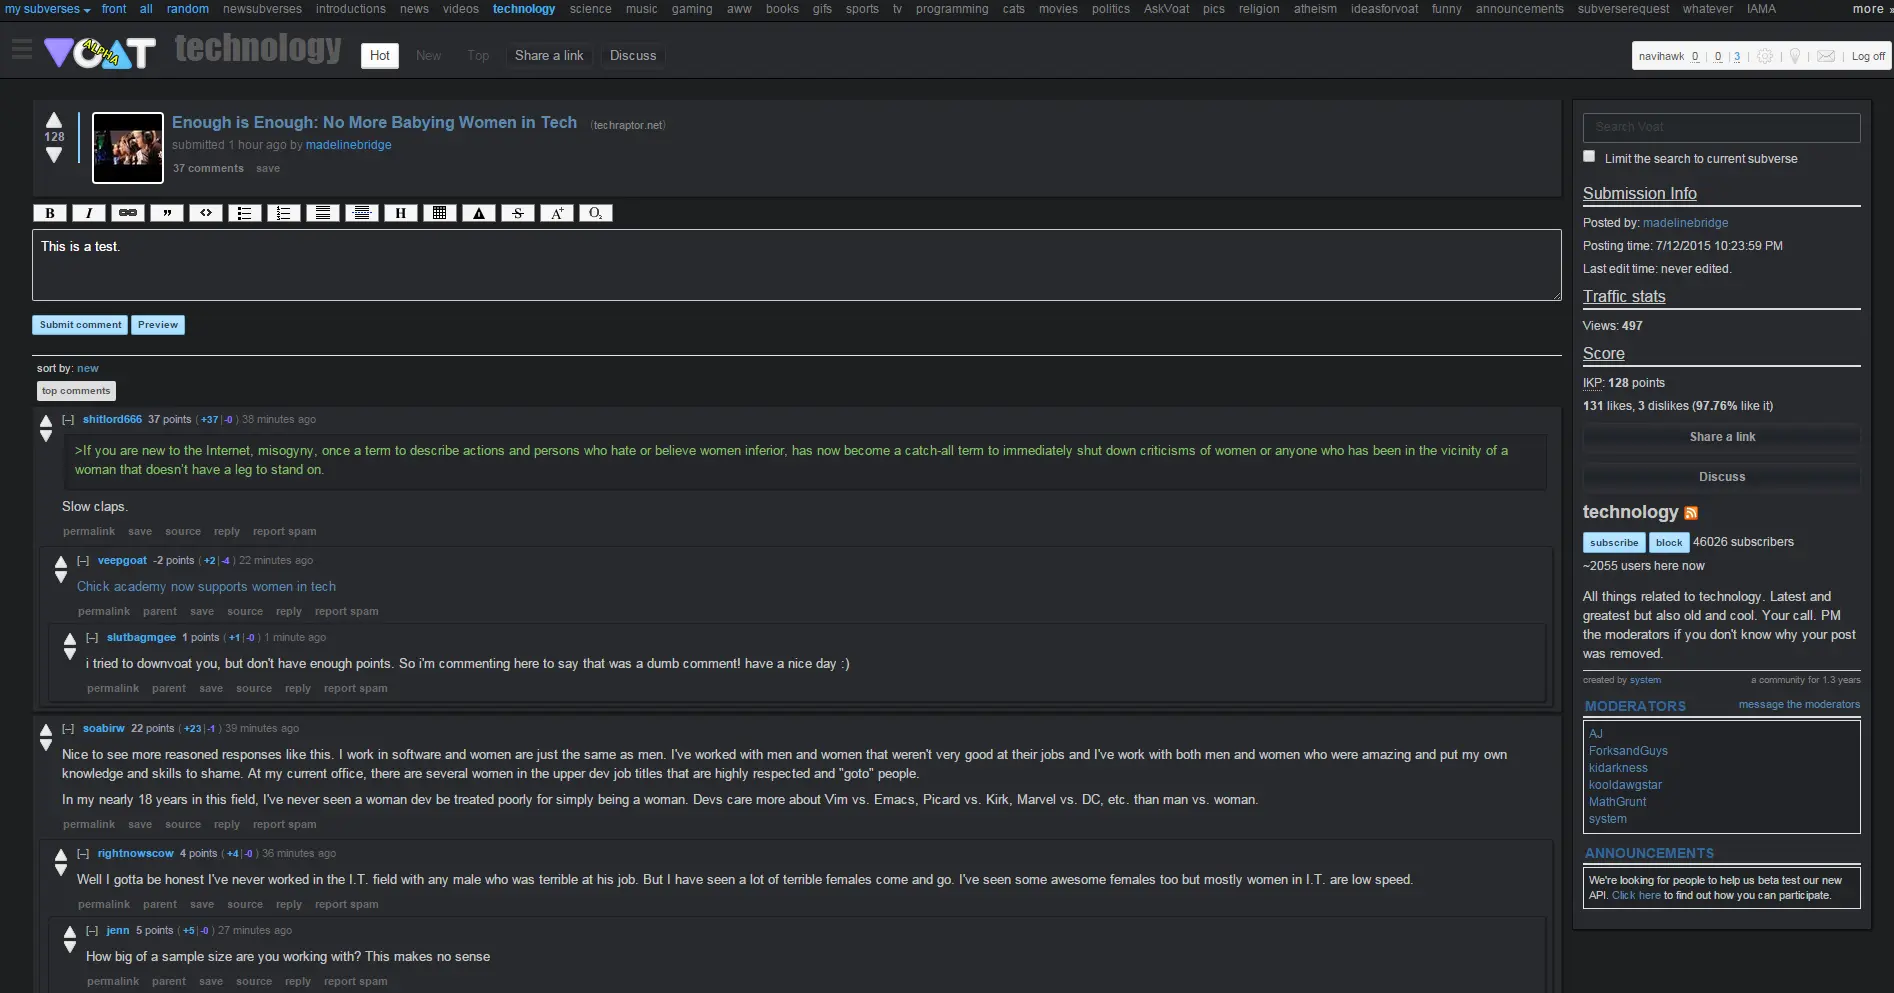 my subverses front all random newsubverses introductions news videos technology science music gaming aww books gifs sports tv programming cats movies politics AskVoat pics religion atheism ideasforvoat funny announcements subverserequest whatever IAMA more »
VOAT ALPHA technology Hot New Top Share a link Discuss
navihawk 0 | 0 | 3 | | | | Log off
128
Enough is Enough: No More Babying Women in Tech (techraptor.net)
submitted 1 hour ago by madelinebridge
37 comments save
B I ” <> H S A+ O2
This is a test.
Submit comment Preview
sort by: new
top comments
[–] shitlord666 37 points ( +37 | -0 ) 38 minutes ago
>If you are new to the Internet, misogyny, once a term to describe actions and persons who hate or believe women inferior, has now become a catch-all term to immediately shut down criticisms of women or anyone who has been in the vicinity of a
woman that doesn't have a leg to stand on.
Slow claps.
permalink save source reply report spam
[–] veepgoat -2 points ( +2 | -4 ) 22 minutes ago
Chick academy now supports women in tech
permalink parent save source reply report spam
[–] slutbagmgee 1 points ( +1 | -0 ) 1 minute ago
i tried to downvoat you, but don't have enough points. So i'm commenting here to say that was a dumb comment! have a nice day :)
permalink parent save source reply report spam
[–] soabirw 22 points ( +23 | -1 ) 39 minutes ago
Nice to see more reasoned responses like this. I work in software and women are just the same as men. I've worked with men and women that weren't very good at their jobs and I've work with both men and women who were amazing and put my own
knowledge and skills to shame. At my current office, there are several women in the upper dev job titles that are highly respected and "goto" people.
In my nearly 18 years in this field, I've never seen a woman dev be treated poorly for simply being a woman. Devs care more about Vim vs. Emacs, Picard vs. Kirk, Marvel vs. DC, etc. than man vs. woman.
permalink save source reply report spam
[–] rightnowscow 4 points ( +4 | -0 ) 36 minutes ago
Well I gotta be honest I've never worked in the I.T. field with any male who was terrible at his job. But I have seen a lot of terrible females come and go. I've seen some awesome females too but mostly women in I.T. are low speed.
permalink parent save source reply report spam
[–] jenn 5 points ( +5 | -0 ) 27 minutes ago
How big of a sample size are you working with? This makes no sense
permalink parent save source reply report spam
Search Voat
Limit the search to current subverse
Submission Info
Posted by: madelinebridge
Posting time: 7/12/2015 10:23:59 PM
Last edit time: never edited.
Traffic stats
Views: 497
Score
IKP: 128 points
131 likes, 3 dislikes (97.76% like it)
Share a link
Discuss
technology
subscribe block 46026 subscribers
~2055 users here now
All things related to technology. Latest and
greatest but also old and cool. Your call. PM
the moderators if you don't know why your post
was removed.
created by system a community for 1.3 years
MODERATORS message the moderators
AJ
ForksandGuys
kidarkness
kooldawgstar
MathGrunt
system
ANNOUNCEMENTS
We're looking for people to help us beta test our new
API. Click here to find out how you can participate.